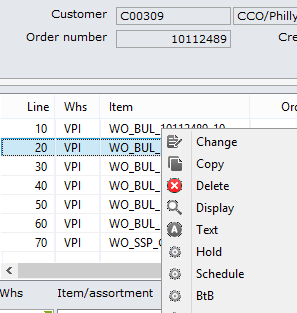 Customer C00309 CCO/Philly
Order number 10112489 Cre
Line Whs Item Or
10 VPI WO_BUL_10112489_10
20 VPI WO_BUL_
30 VPI WO_BUL_
40 VPI WO_BUL_
50 VPI WO_BUL_
60 VPI WO_BUL_
70 VPI WO_SSP_
Change
Copy
Delete
Display
Text
Hold
Schedule
BtB
Whs Item/assortment